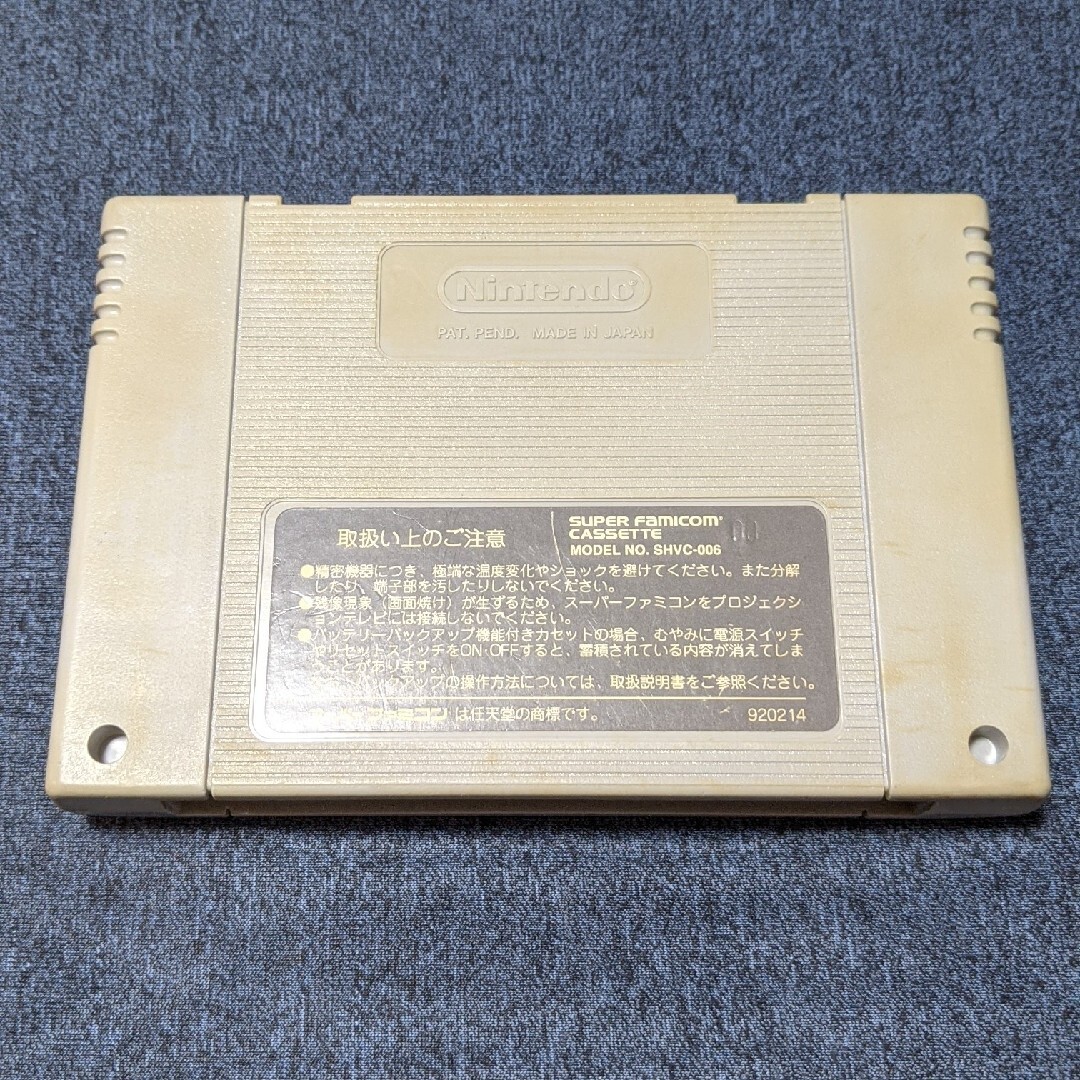 Nintendo®
PAT. PEND. MADE IN JAPAN
取扱い上のご注意
SUPER FAMICOM
CASSETTE
MODEL NO. SHVC-006
●精密機器につき、極端な温度変化やショックを避けてください。また分解
したり、端子部を汚したりしないでください。
●残像現象(画面焼け)が生ずるため、スーパーファミコンをプロジェクシ
ョンテレビには接続しないでください。
●バッテリーバックアップ機能付きカセットの場合、むやみに電源スイッチ
やリセットスイッチをON・OFFすると、蓄積されている内容が消えてしま
うことがあります。
バックアップの操作方法については、取扱説明書をご参照ください。
ファミコンは任天堂の商標です。
920214